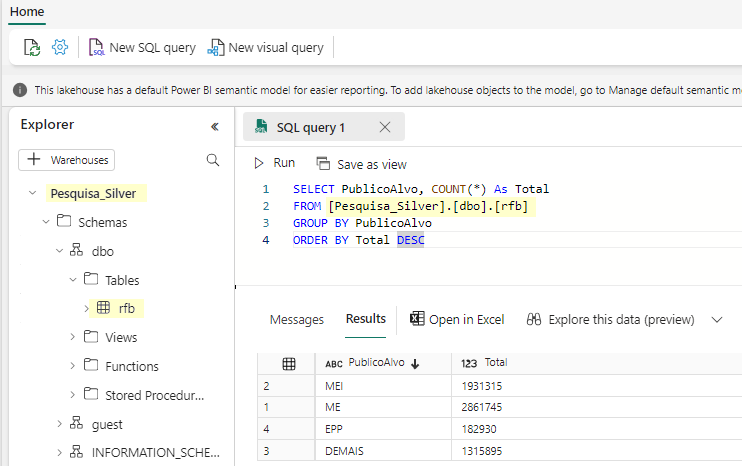 Home
New SQL query
New visual query
This lakehouse has a default Power BI semantic model for easier reporting. To add lakehouse objects to the model, go to Manage default semantic m
Explorer
«
+ Warehouses
Pesquisa_Silver
Schemas
dbo
Tables
rfb
Views
Functions
Stored Procedur...
guest
INFORMATION_SCHE...
SQL query 1
Run
Save as view
1 SELECT PublicoAlvo, COUNT(*) As Total
2 FROM [Pesquisa_Silver].[dbo].[rfb]
3 GROUP BY PublicoAlvo
4 ORDER BY Total DESC
Messages Results Open in Excel Explore this data (preview)
ABC PublicoAlvo ↓ 123 Total
2 MEI 1931315
1 ME 2861745
4 EPP 182930
3 DEMAIS 1315895